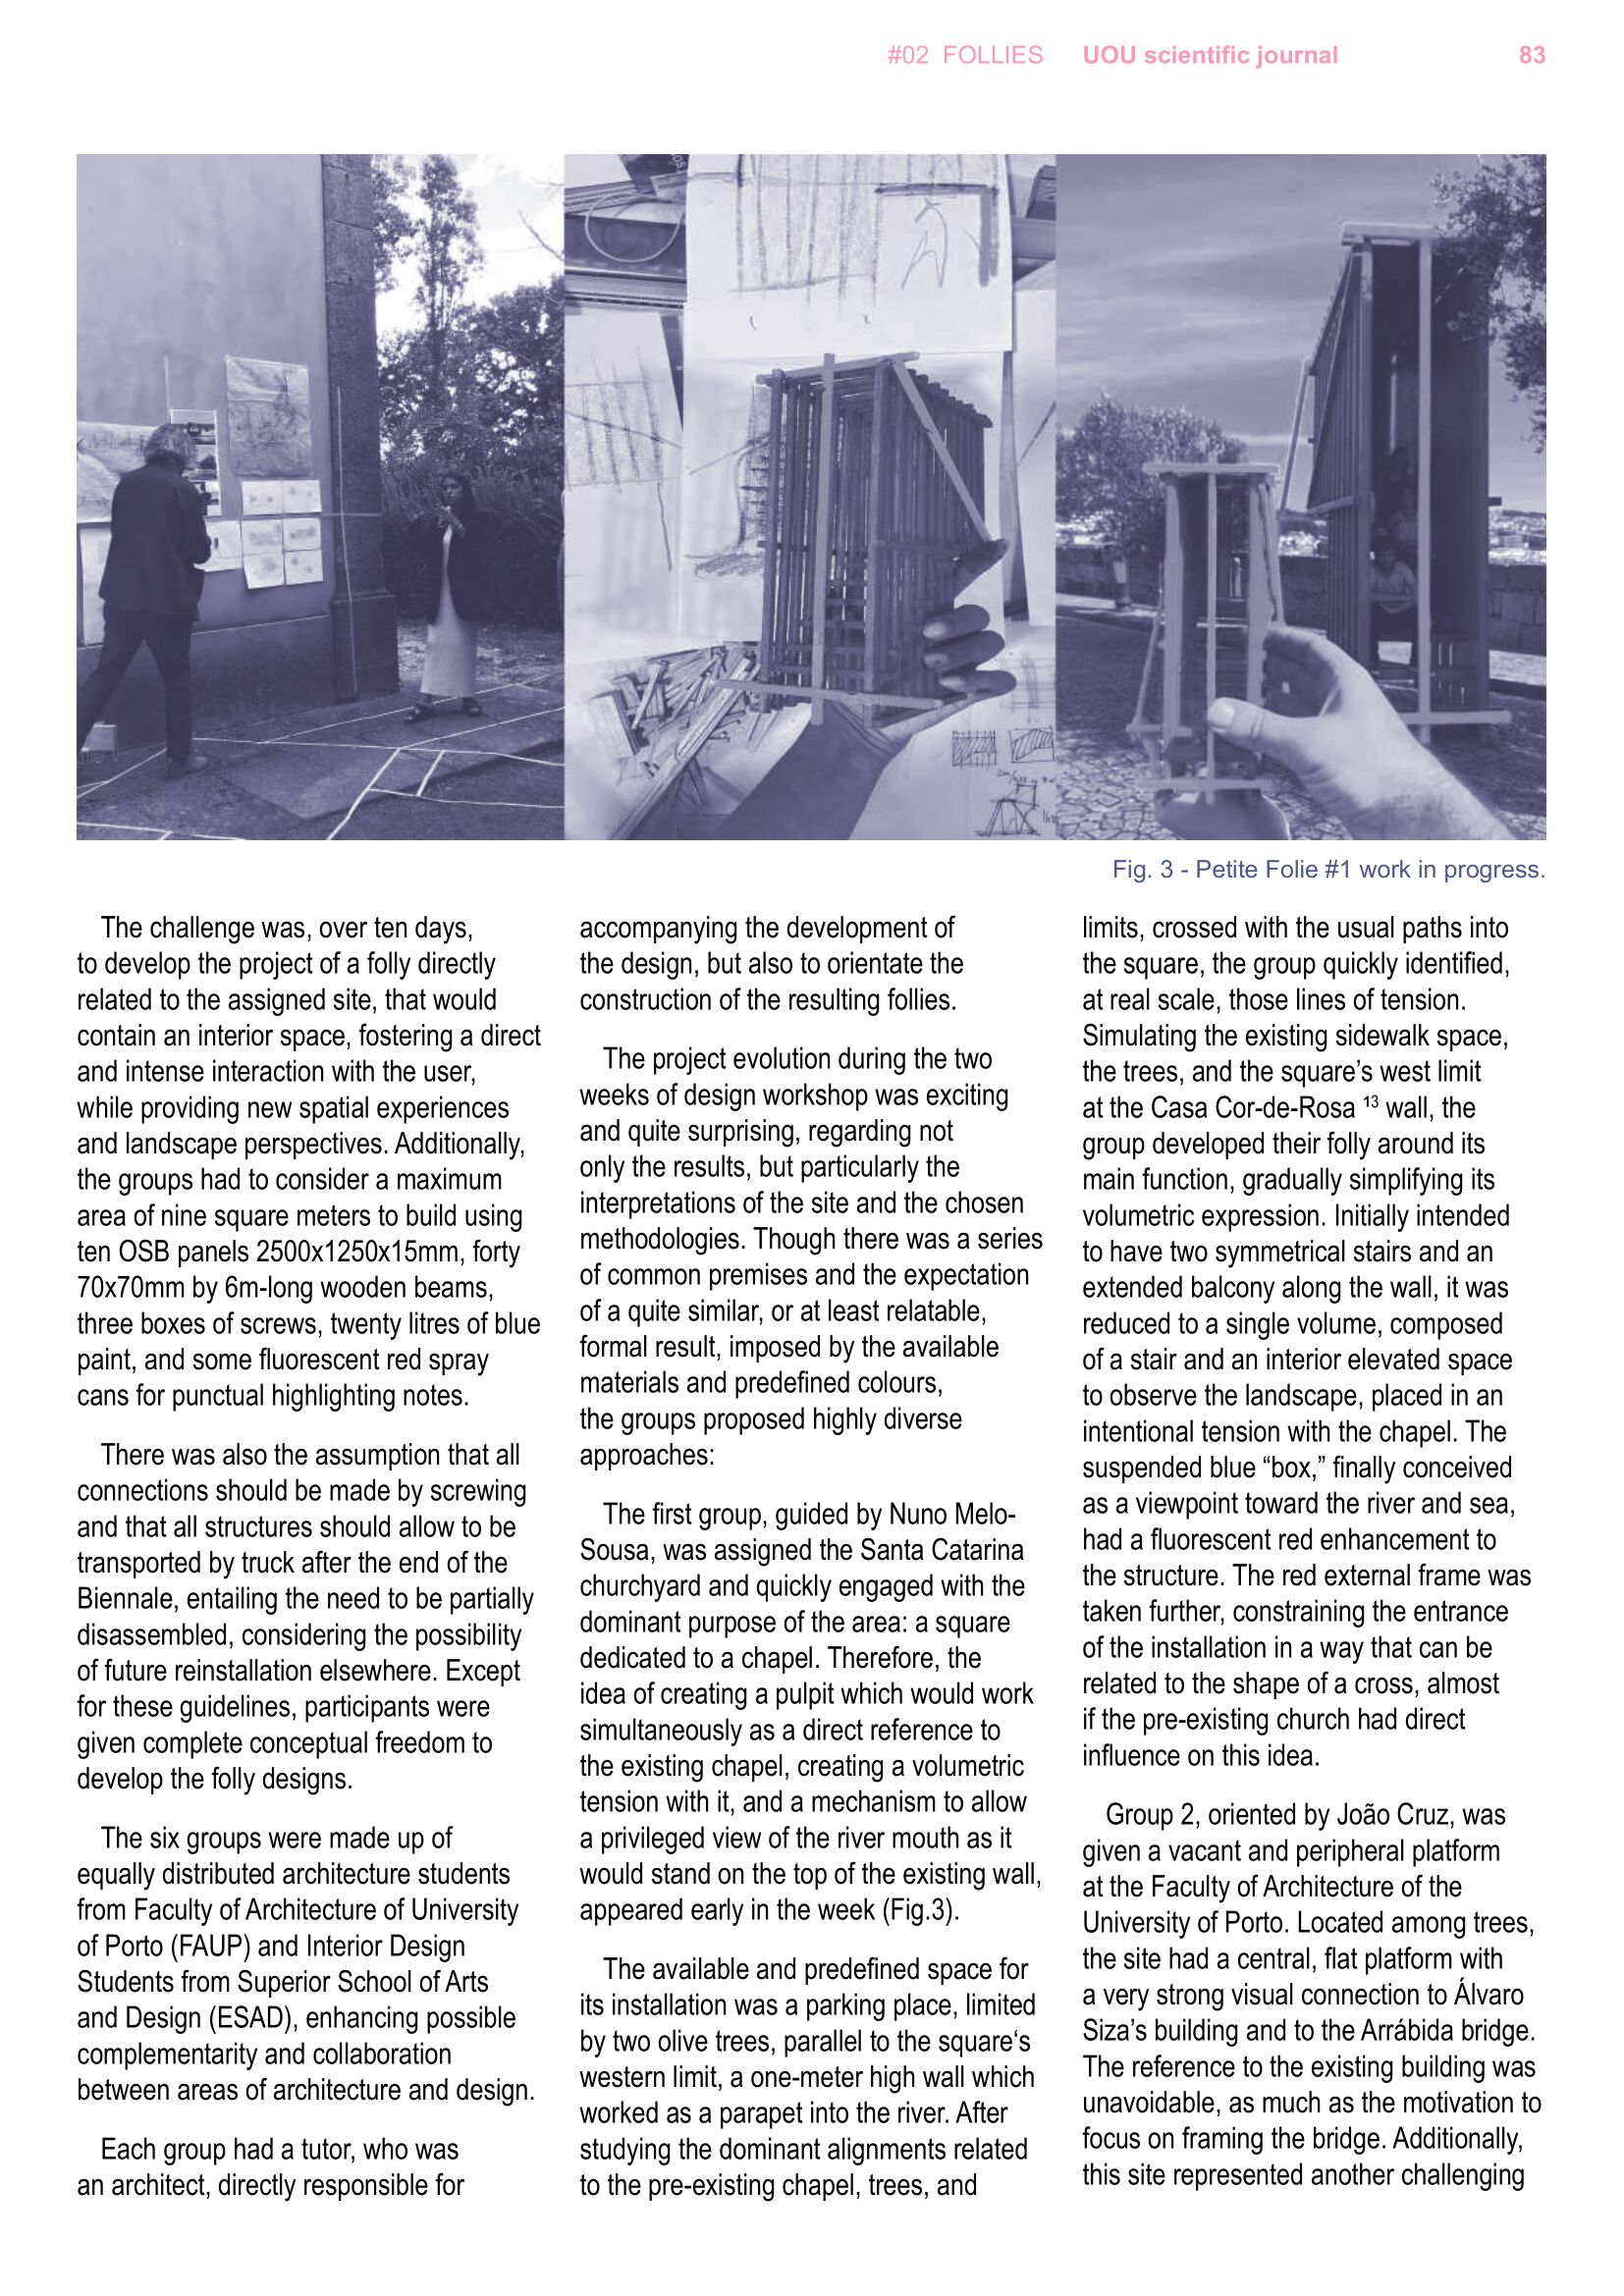 #02 FOLLIES UOU scientific journal 83
Fig. 3 - Petite Folie #1 work in progress.
The challenge was, over ten days,
to develop the project of a folly directly
related to the assigned site, that would
contain an interior space, fostering a direct
and intense interaction with the user,
while providing new spatial experiences
and landscape perspectives. Additionally,
the groups had to consider a maximum
area of nine square meters to build using
ten OSB panels 2500x1250x15mm, forty
70x70mm by 6m-long wooden beams,
three boxes of screws, twenty litres of blue
paint, and some fluorescent red spray
cans for punctual highlighting notes.
There was also the assumption that all
connections should be made by screwing
and that all structures should allow to be
transported by truck after the end of the
Biennale, entailing the need to be partially
disassembled, considering the possibility
of future reinstallation elsewhere. Except
for these guidelines, participants were
given complete conceptual freedom to
develop the folly designs.
The six groups were made up of
equally distributed architecture students
from Faculty of Architecture of University
of Porto (FAUP) and Interior Design
Students from Superior School of Arts
and Design (ESAD), enhancing possible
complementarity and collaboration
between areas of architecture and design.
Each group had a tutor, who was
an architect, directly responsible for
accompanying the development of
the design, but also to orientate the
construction of the resulting follies.
The project evolution during the two
weeks of design workshop was exciting
and quite surprising, regarding not
only the results, but particularly the
interpretations of the site and the chosen
methodologies. Though there was a series
of common premises and the expectation
of a quite similar, or at least relatable,
formal result, imposed by the available
materials and predefined colours,
the groups proposed highly diverse
approaches:
The first group, guided by Nuno Melo-
Sousa, was assigned the Santa Catarina
churchyard and quickly engaged with the
dominant purpose of the area: a square
dedicated to a chapel. Therefore, the
idea of creating a pulpit which would work
simultaneously as a direct reference to
the existing chapel, creating a volumetric
tension with it, and a mechanism to allow
a privileged view of the river mouth as it
would stand on the top of the existing wall,
appeared early in the week (Fig.3).
The available and predefined space for
its installation was a parking place, limited
by two olive trees, parallel to the square‘s
western limit, a one-meter high wall which
worked as a parapet into the river. After
studying the dominant alignments related
to the pre-existing chapel, trees, and
limits, crossed with the usual paths into
the square, the group quickly identified,
at real scale, those lines of tension.
Simulating the existing sidewalk space,
the trees, and the square’s west limit
at the Casa Cor-de-Rosa ¹³ wall, the
group developed their folly around its
main function, gradually simplifying its
volumetric expression. Initially intended
to have two symmetrical stairs and an
extended balcony along the wall, it was
reduced to a single volume, composed
of a stair and an interior elevated space
to observe the landscape, placed in an
intentional tension with the chapel. The
suspended blue “box,” finally conceived
as a viewpoint toward the river and sea,
had a fluorescent red enhancement to
the structure. The red external frame was
taken further, constraining the entrance
of the installation in a way that can be
related to the shape of a cross, almost
if the pre-existing church had direct
influence on this idea.
Group 2, oriented by João Cruz, was
given a vacant and peripheral platform
at the Faculty of Architecture of the
University of Porto. Located among trees,
the site had a central, flat platform with
a very strong visual connection to Álvaro
Siza’s building and to the Arrábida bridge.
The reference to the existing building was
unavoidable, as much as the motivation to
focus on framing the bridge. Additionally,
this site represented another challenging